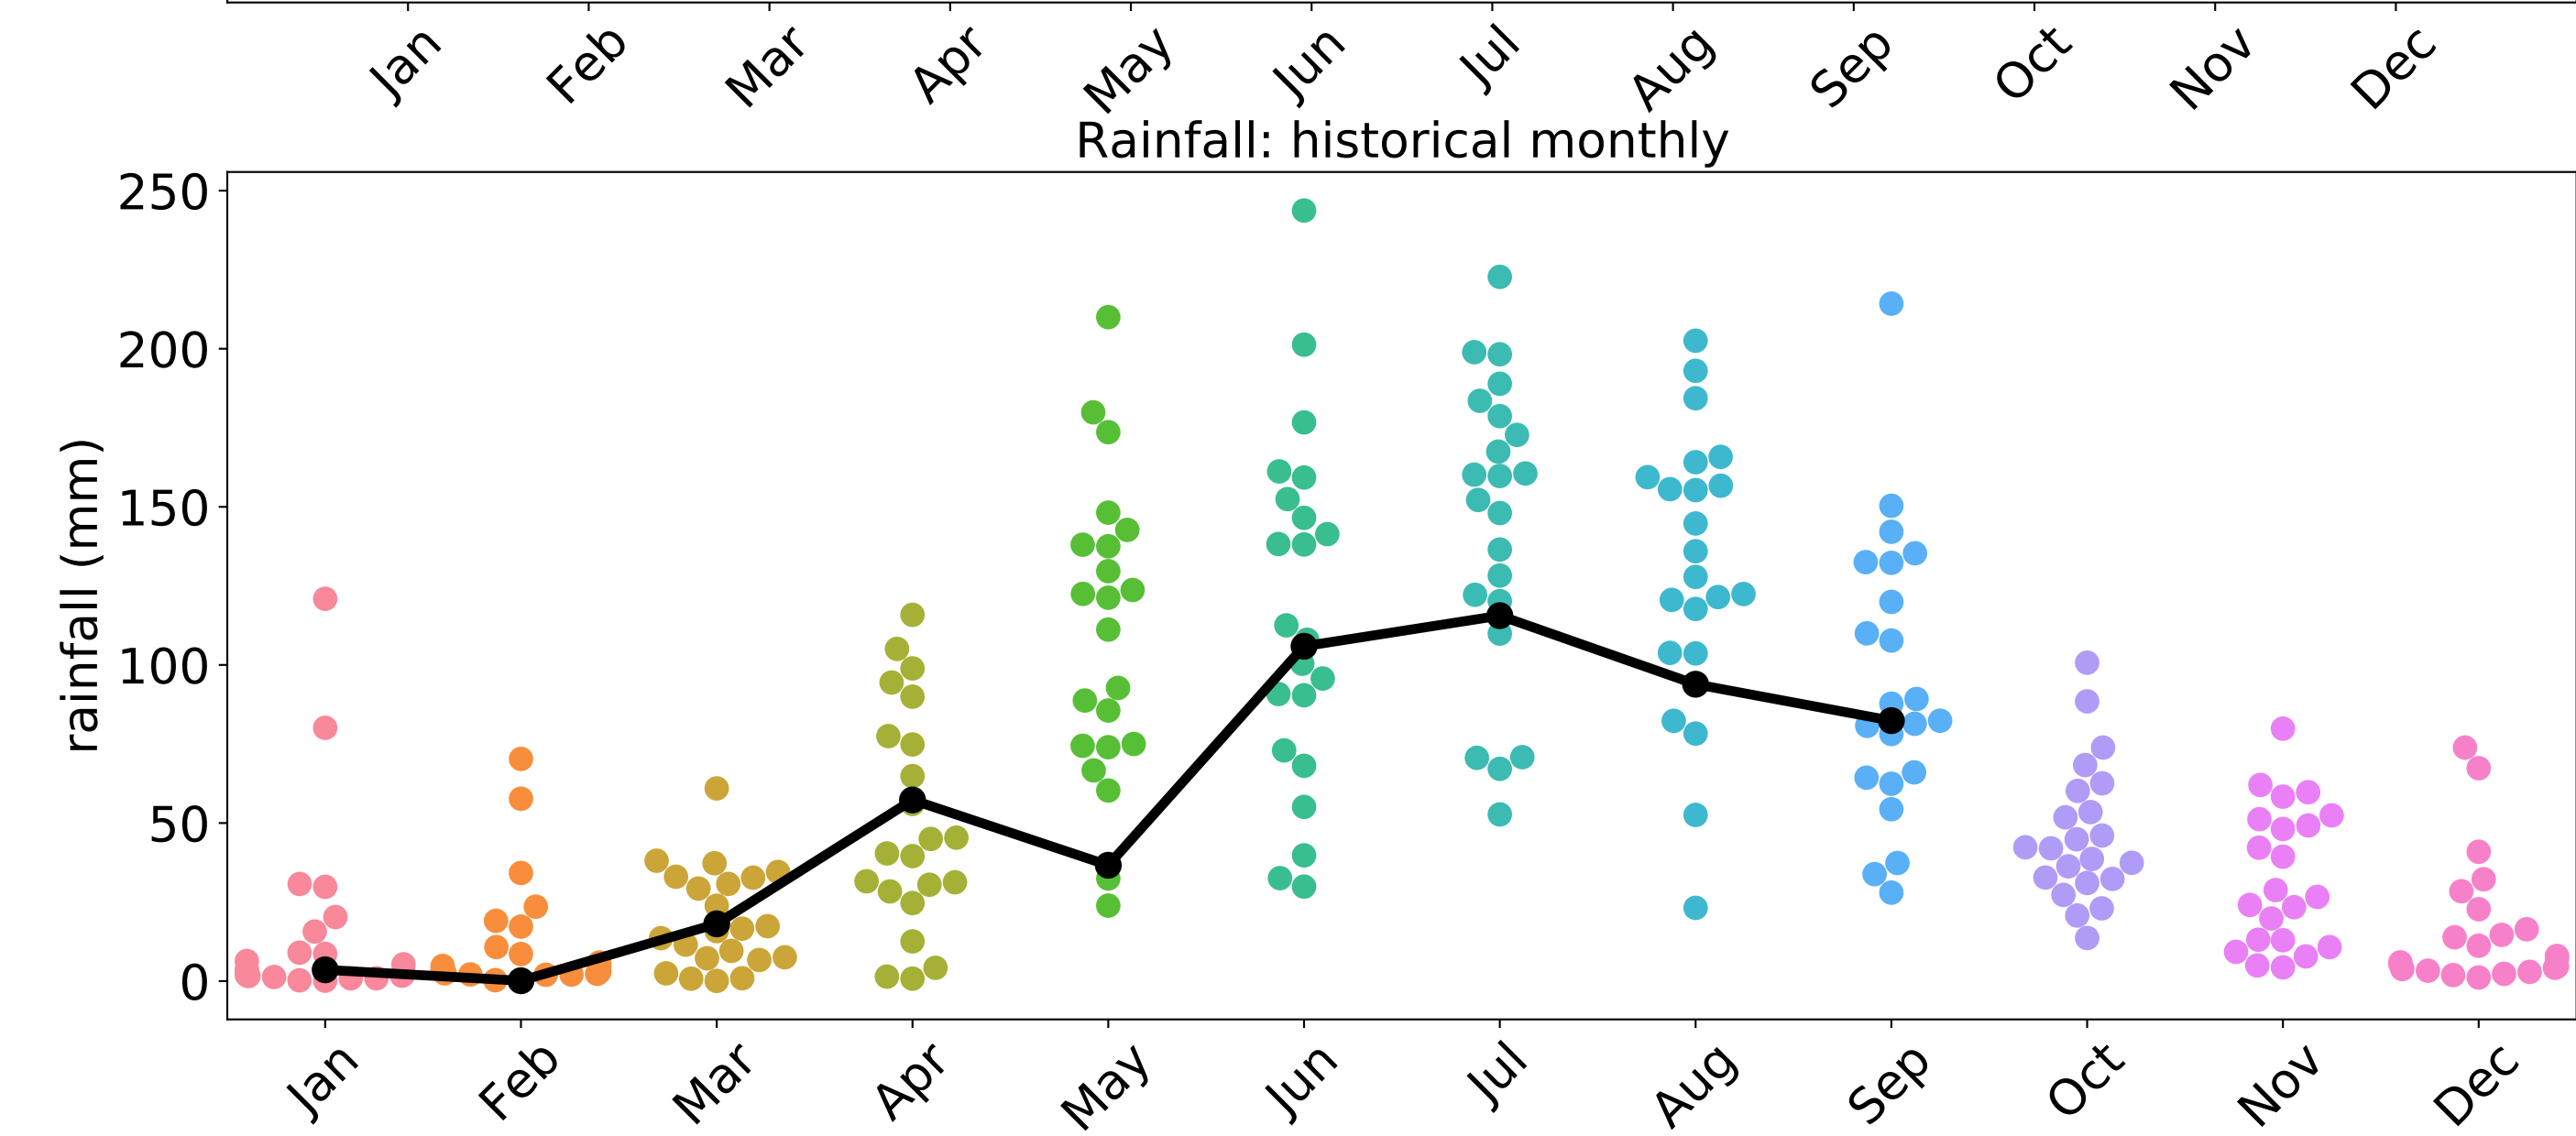 Jan Feb Mar Apr May Jun Jul Aug Sep Oct Nov Dec
Rainfall: historical monthly
250
200
150
100
50
0
rainfall (mm)
Jan Feb Mar Apr May Jun Jul Aug Sep Oct Nov Dec